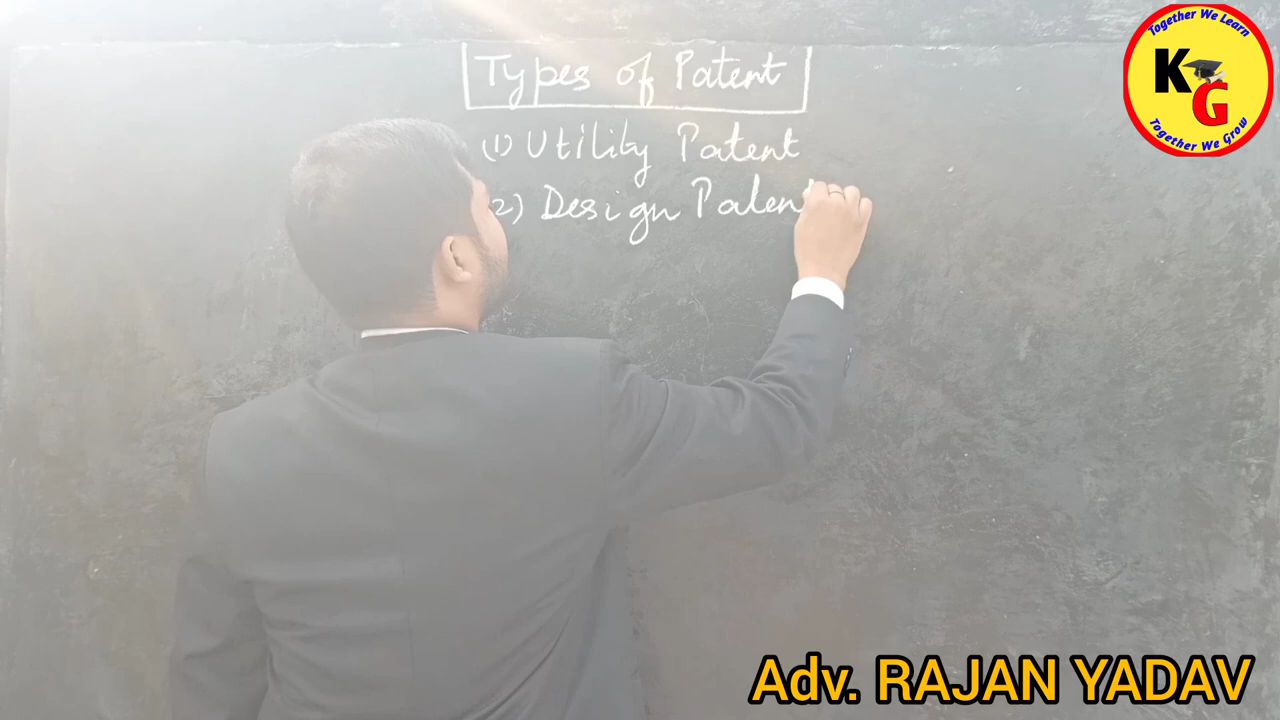 Types of Patent
(1) Utility Patent
2) Design Patent
Together We Learn
KG
Together We Grow
Adv. RAJAN YADAV